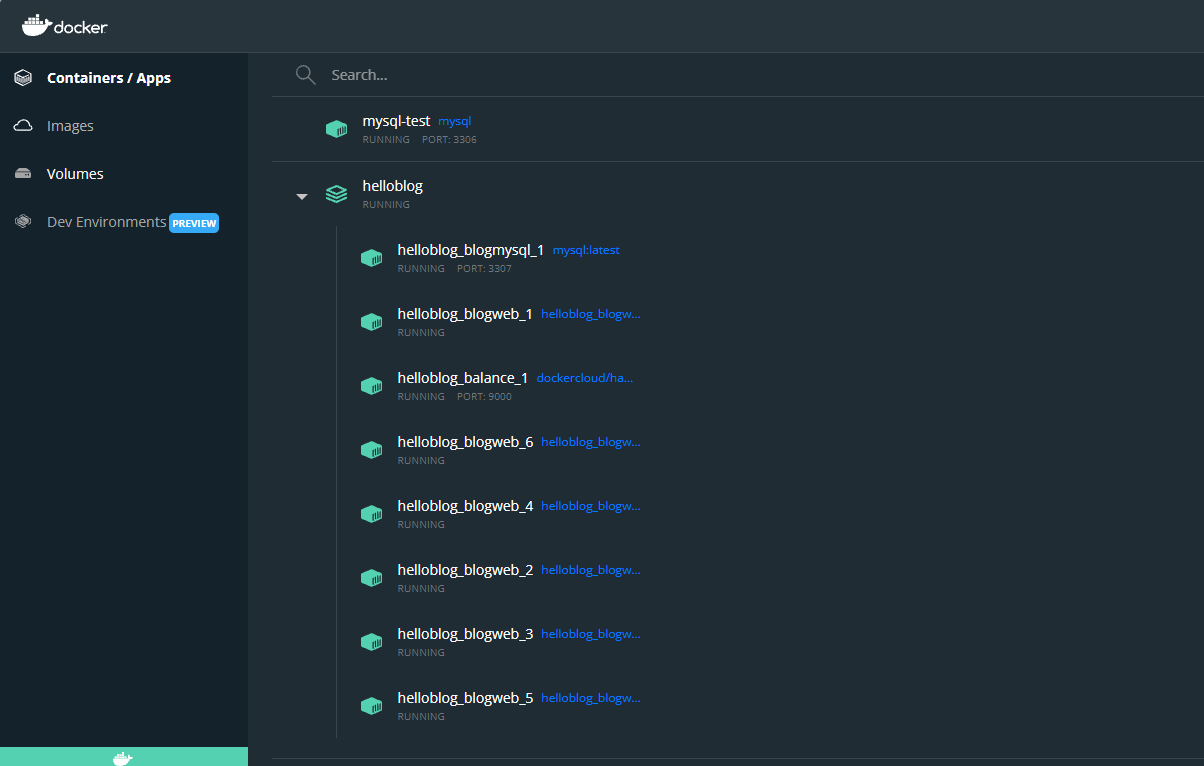 docker
Containers / Apps
Images
Volumes
Dev Environments PREVIEW
Search...
mysql-test mysql
RUNNING PORT: 3306
helloblog
RUNNING
helloblog_blogmysql_1 mysql:latest
RUNNING PORT: 3307
helloblog_blogweb_1 helloblog_blogw...
RUNNING
helloblog_balance_1 dockercloud/ha...
RUNNING PORT: 9000
helloblog_blogweb_6 helloblog_blogw...
RUNNING
helloblog_blogweb_4 helloblog_blogw...
RUNNING
helloblog_blogweb_2 helloblog_blogw...
RUNNING
helloblog_blogweb_3 helloblog_blogw...
RUNNING
helloblog_blogweb_5 helloblog_blogw...
RUNNING